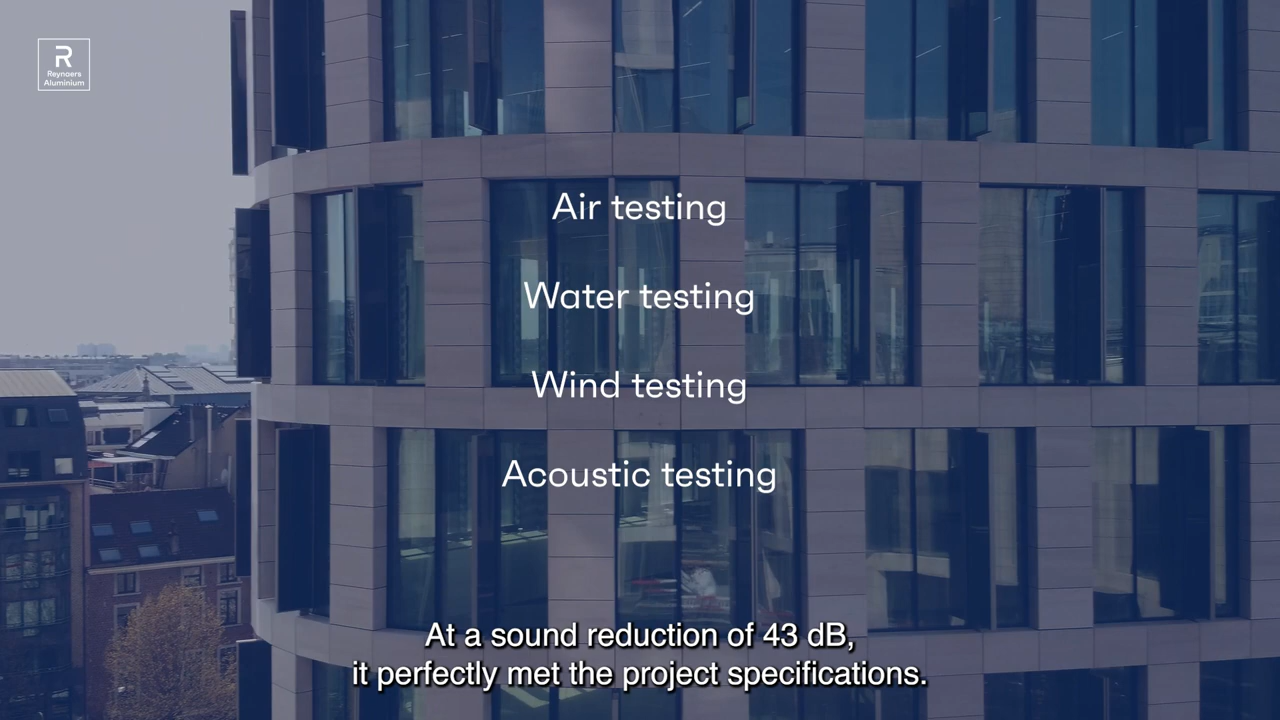 R
Reynaers
Aluminium
Air testing
Water testing
Wind testing
Acoustic testing
At a sound reduction of 43 dB,
it perfectly met the project specifications.